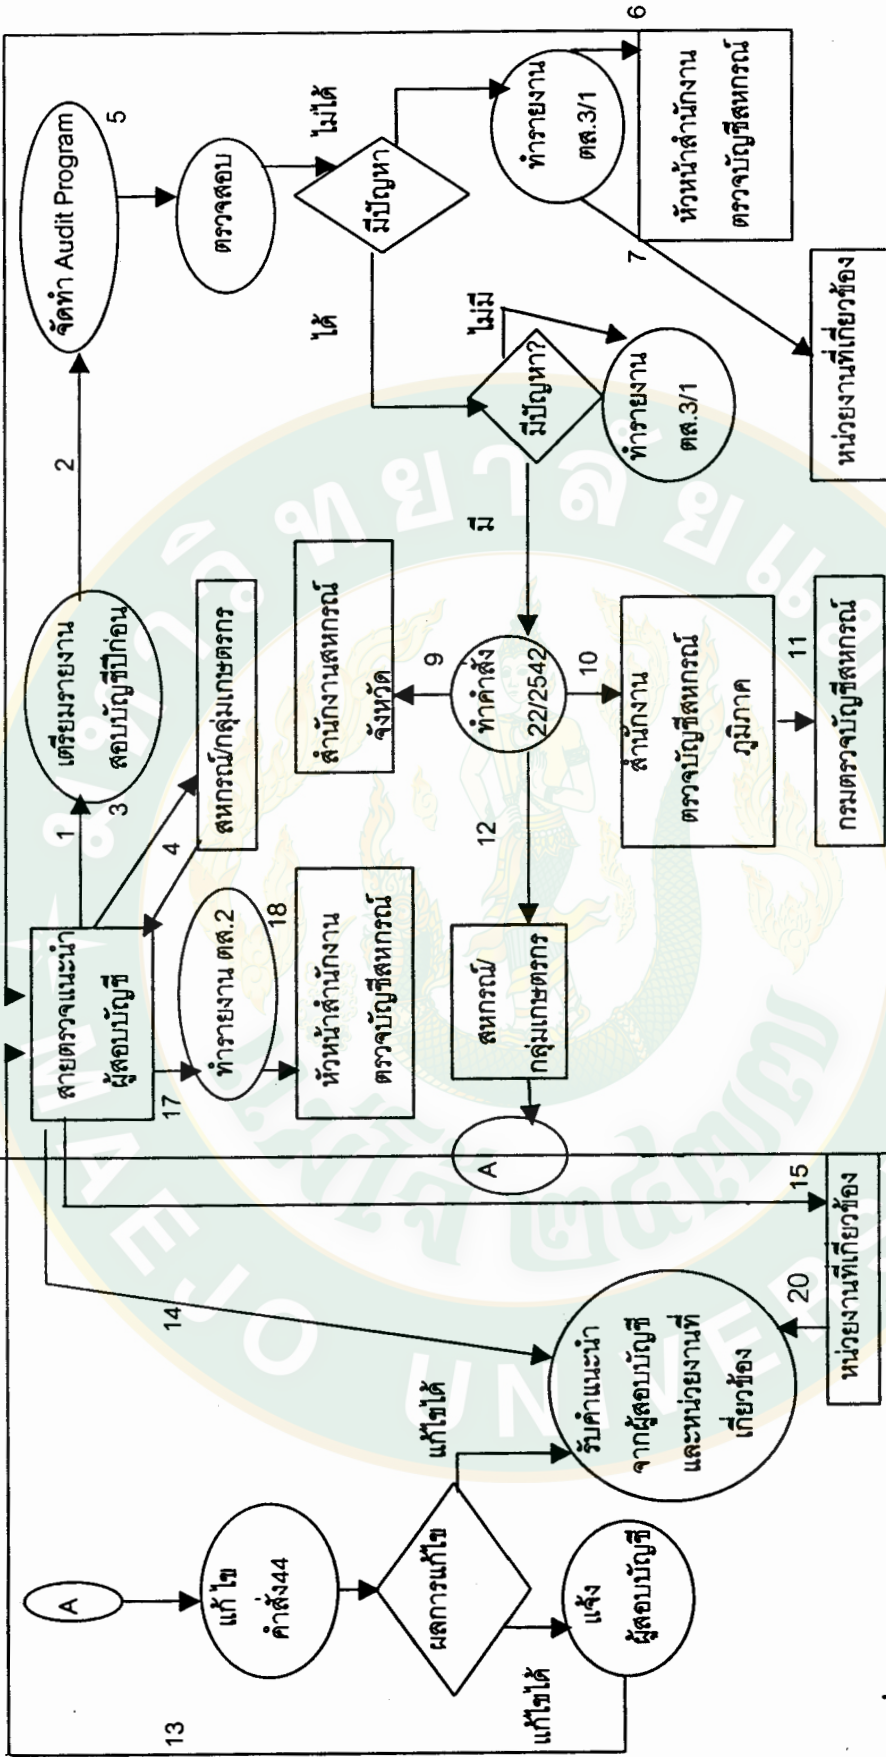 สายตรวจแนะนำ
ผู้สอบบัญชี
1
เตรียมรายงาน
สอบบัญชีปีก่อน
3
2
จัดทำ Audit Program
5
4
สหกรณ์/กลุ่มเกษตรกร
ตรวจสอบ
17
ทำรายงาน ตส.2
18
หัวหน้าสำนักงาน
ตรวจบัญชีสหกรณ์
สำนักงานสหกรณ์
จังหวัด
ได้
มีปัญหา
ไม่ได้
9
ทำคำสั่ง
22/2542
10
12
มี
มีปัญหา?
ไม่มี
ทำรายงาน
ตส.3/1
ทำรายงาน
ตส.3/1
6
หัวหน้าสำนักงาน
ตรวจบัญชีสหกรณ์
7
หน่วยงานที่เกี่ยวข้อง
สหกรณ์/
กลุ่มเกษตรกร
A
สำนักงาน
ตรวจบัญชีสหกรณ์
ภูมิภาค
11
กรมตรวจบัญชีสหกรณ์
13
A
แก้ไข
คำสั่ง44
ผลการแก้ไข
แก้ไขได้
แก้ไขได้
แจ้ง
ผู้สอบบัญชี
14
รับคำแนะนำ
จากผู้สอบบัญชี
และหน่วยงานที่
เกี่ยวข้อง
15
20
หน่วยงานที่เกี่ยวข้อง
มหาวิทยาลัยแม่โจ้
MAEJO UNIVERS